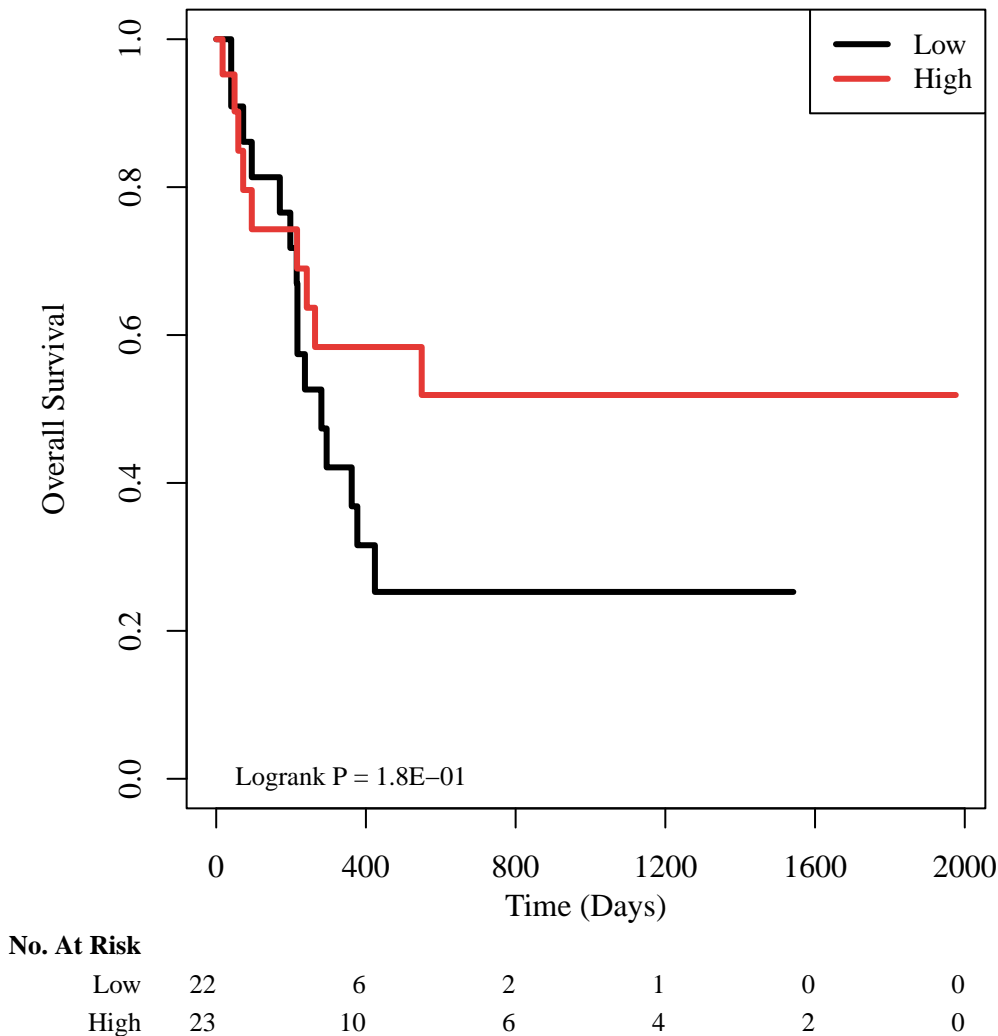 Low
High
Overall Survival
1.0
0.8
0.6
0.4
0.2
0.0
Logrank P = 1.8E−01
0 400 800 1200 1600 2000
Time (Days)
No. At Risk
Low 22 6 2 1 0 0
High 23 10 6 4 2 0